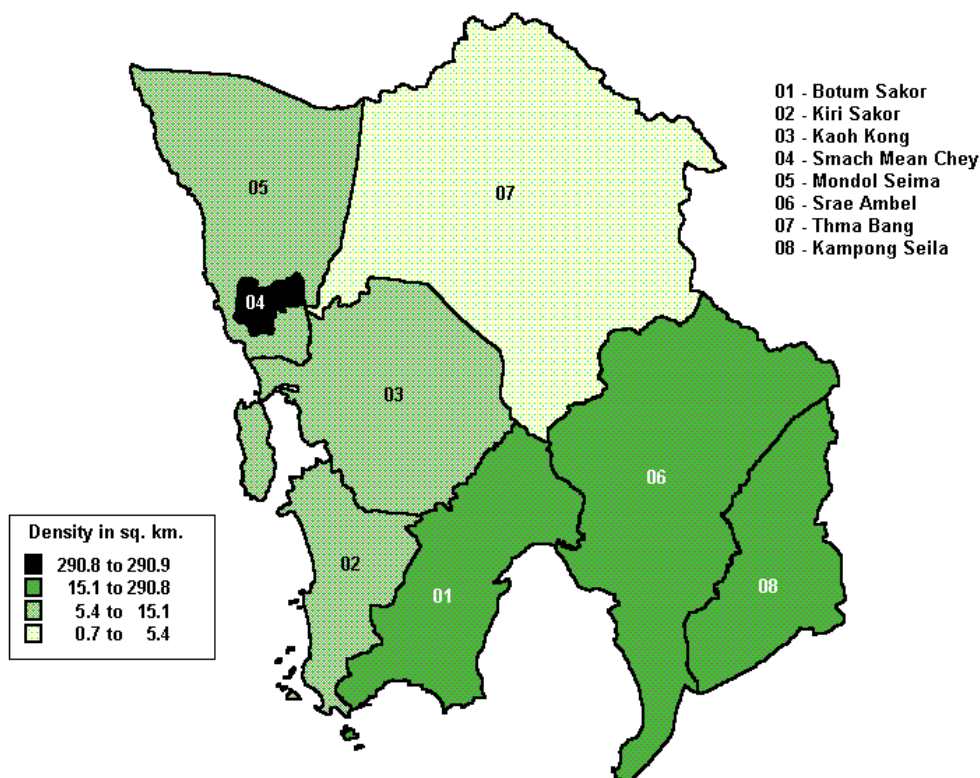 01 - Botum Sakor
02 - Kiri Sakor
03 - Kaoh Kong
04 - Smach Mean Chey
05 - Mondol Seima
06 - Srae Ambel
07 - Thma Bang
08 - Kampong Seila
05
07
04
03
06
02
01
08
Density in sq. km.
290.8 to 290.9
15.1 to 290.8
5.4 to 15.1
0.7 to 5.4